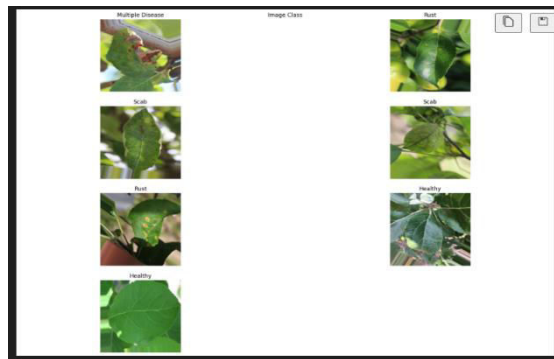 Multiple Disease
Image Class
Rust
Scab
Scab
Rust
Healthy
Healthy